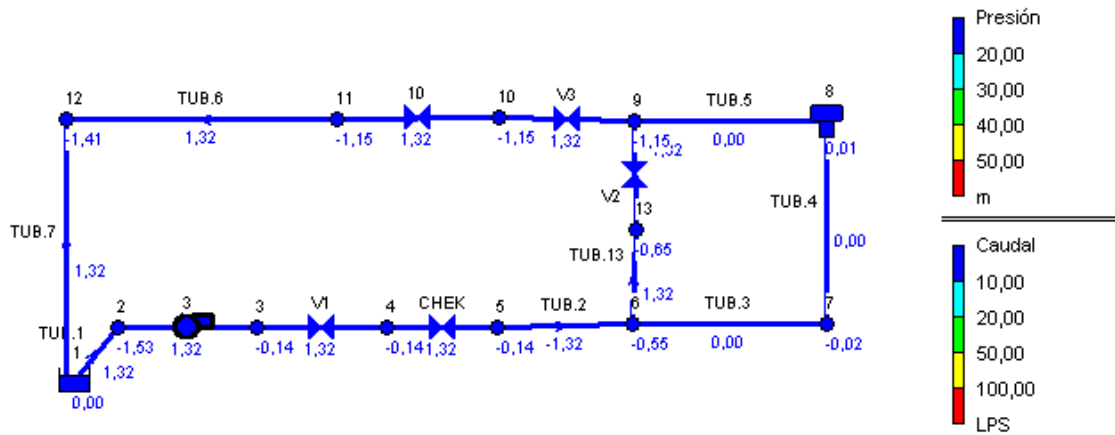 Presión
20,00
30,00
40,00
50,00
m
Caudal
10,00
20,00
50,00
100,00
LPS
12 TUB.6 11 10 10 V3 9 TUB.5 8
-1,41 1,32 -1,15 1,32 -1,15 1,32 -1,15 1,32 0,00 0,01
V2
13
TUB.7 TUB.13 -0,65 TUB.4
1,32 1,32 0,00
2 3 3 V1 4 CHEK 5 TUB.2 6 TUB.3 7
TUB.1 -1,53 1,32 -0,14 1,32 -0,14 1,32 -0,14 -1,32 -0,55 0,00 -0,02
1
1,32
0,00